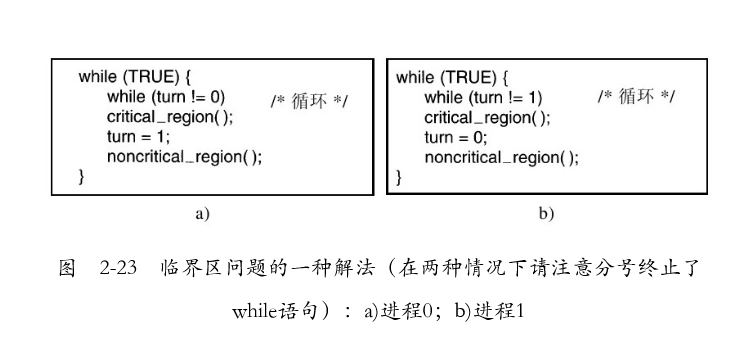 while (TRUE) {
while (turn != 0) /* 循环 */
critical_region( );
turn = 1;
noncritical_region( );
}
a)
while (TRUE) {
while (turn != 1) /* 循环 */
critical_region( );
turn = 0;
noncritical_region( );
}
b)
图 2-23 临界区问题的一种解法（在两种情况下请注意分号终止了
while语句）：a)进程0；b)进程1